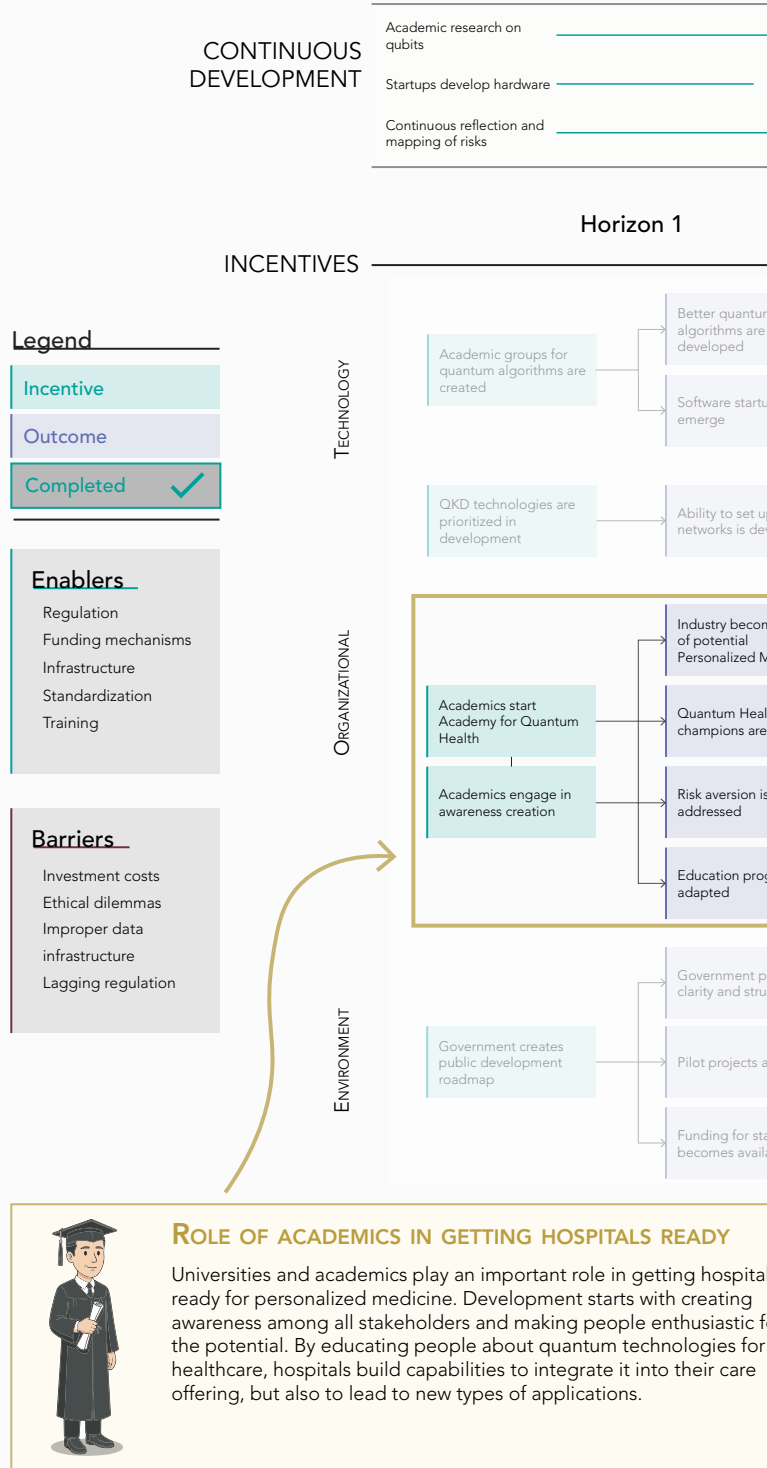 CONTINUOUS
DEVELOPMENT
Academic research on
qubits
Startups develop hardware
Continuous reflection and
mapping of risks
Horizon 1
INCENTIVES
Legend
Incentive
Outcome
Completed
Enablers
Regulation
Funding mechanisms
Infrastructure
Standardization
Training
Barriers
Investment costs
Ethical dilemmas
Improper data
infrastructure
Lagging regulation
TECHNOLOGY
Academic groups for
quantum algorithms are
created
Better quantum
algorithms are
developed
Software startu
emerge
QKD technologies are
prioritized in
development
Ability to set up
networks is dev
ORGANIZATIONAL
Academics start
Academy for Quantum
Health
Academics engage in
awareness creation
Industry becom
of potential
Personalized M
Quantum Heal
champions are
Risk aversion is
addressed
Education prog
adapted
ENVIRONMENT
Government creates
public development
roadmap
Government p
clarity and stru
Pilot projects a
Funding for sta
becomes availa
ROLE OF ACADEMICS IN GETTING HOSPITALS READY
Universities and academics play an important role in getting hospital
ready for personalized medicine. Development starts with creating
awareness among all stakeholders and making people enthusiastic f
the potential. By educating people about quantum technologies for
healthcare, hospitals build capabilities to integrate it into their care
offering, but also to lead to new types of applications.